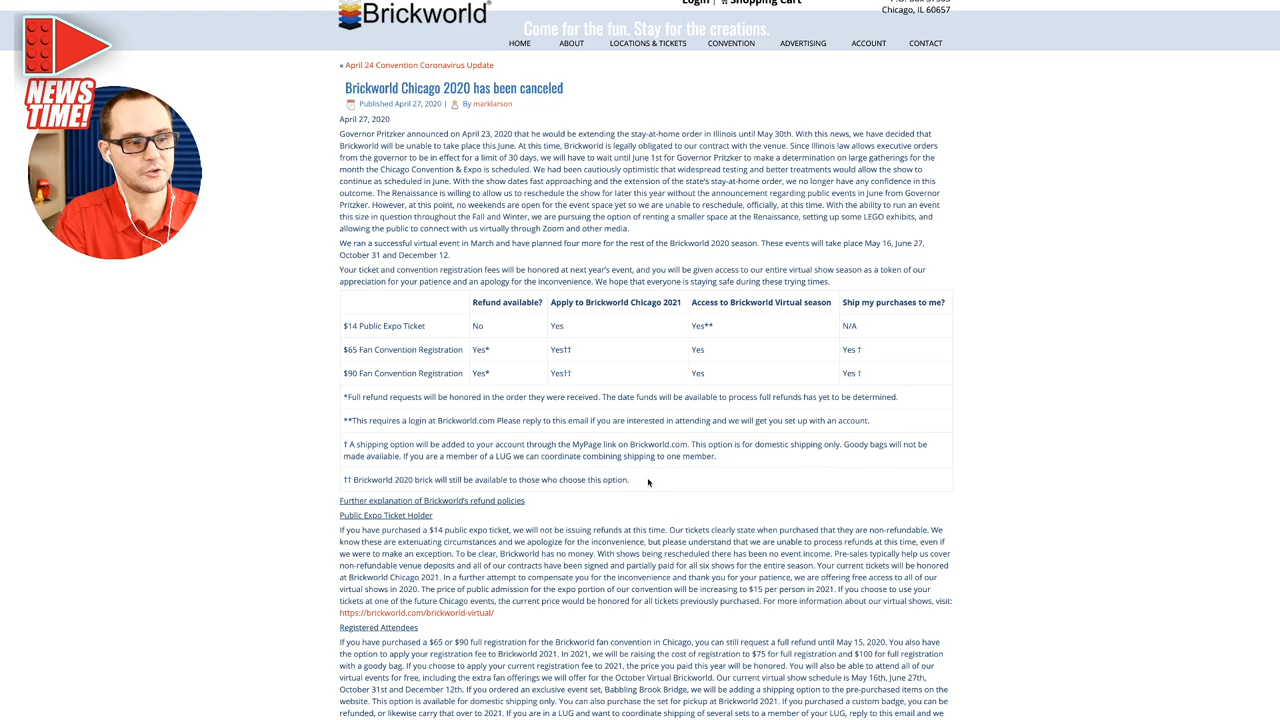 Brickworld
Login | Shopping Cart
Chicago, IL 60657
Come for the fun. Stay for the creations.
HOME ABOUT LOCATIONS & TICKETS CONVENTION ADVERTISING ACCOUNT CONTACT
NEWS
TIME!
« April 24 Convention Coronavirus Update
Brickworld Chicago 2020 has been canceled
Published April 27, 2020 | By marklarson
April 27, 2020
Governor Pritzker announced on April 23, 2020 that he would be extending the stay-at-home order in Illinois until May 30th. With this news, we have decided that
Brickworld will be unable to take place this June. At this time, Brickworld is legally obligated to our contract with the venue. Since Illinois law allows executive orders
from the governor to be in effect for a limit of 30 days, we will have to wait until June 1st for Governor Pritzker to make a determination on large gatherings for the
month the Chicago Convention & Expo is scheduled. We had been cautiously optimistic that widespread testing and better treatments would allow the show to
continue as scheduled in June. With the show dates fast approaching and the extension of the state's stay-at-home order, we no longer have any confidence in this
outcome. The Renaissance is willing to allow us to reschedule the show for later this year without the announcement regarding public events in June from Governor
Pritzker. However, at this point, no weekends are open for the event space yet so we are unable to reschedule, officially, at this time. With the ability to run an event
this size in question throughout the Fall and Winter, we are pursuing the option of renting a smaller space at the Renaissance, setting up some LEGO exhibits, and
allowing the public to connect with us virtually through Zoom and other media.
We ran a successful virtual event in March and have planned four more for the rest of the Brickworld 2020 season. These events will take place May 16, June 27,
October 31 and December 12.
Your ticket and convention registration fees will be honored at next year's event, and you will be given access to our entire virtual show season as a token of our
appreciation for your patience and an apology for the inconvenience. We hope that everyone is staying safe during these trying times.
Refund available? Apply to Brickworld Chicago 2021 Access to Brickworld Virtual season Ship my purchases to me?
$14 Public Expo Ticket No Yes Yes** N/A
$65 Fan Convention Registration Yes* Yes†† Yes Yes †
$90 Fan Convention Registration Yes* Yes†† Yes Yes †
*Full refund requests will be honored in the order they were received. The date funds will be available to process full refunds has yet to be determined.
**This requires a login at Brickworld.com Please reply to this email if you are interested in attending and we will get you set up with an account.
† A shipping option will be added to your account through the MyPage link on Brickworld.com. This option is for domestic shipping only. Goody bags will not be
made available. If you are a member of a LUG we can coordinate combining shipping to one member.
†† Brickworld 2020 brick will still be available to those who choose this option.
Further explanation of Brickworld's refund policies
Public Expo Ticket Holder
If you have purchased a $14 public expo ticket, we will not be issuing refunds at this time. Our tickets clearly state when purchased that they are non-refundable. We
know these are extenuating circumstances and we apologize for the inconvenience, but please understand that we are unable to process refunds at this time, even if
we were to make an exception. To be clear, Brickworld has no money. With shows being rescheduled there has been no event income. Pre-sales typically help us cover
non-refundable venue deposits and all of our contracts have been signed and partially paid for all six shows for the entire season. Your current tickets will be honored
at Brickworld Chicago 2021. In a further attempt to compensate you for the inconvenience and thank you for your patience, we are offering free access to all of our
virtual shows in 2020. The price of public admission for the expo portion of our convention will be increasing to $15 per person in 2021. If you choose to use your
tickets at one of the future Chicago events, the current price would be honored for all tickets previously purchased. For more information about our virtual shows, visit:
https://brickworld.com/brickworld-virtual/
Registered Attendees
If you have purchased a $65 or $90 full registration for the Brickworld fan convention in Chicago, you can still request a full refund until May 15, 2020. You also have
the option to apply your registration fee to Brickworld 2021. In 2021, we will be raising the cost of registration to $75 for full registration and $100 for full registration
with a goody bag. If you choose to apply your current registration fee to 2021, the price you paid this year will be honored. You will also be able to attend all of our
virtual events for free, including the extra fan offerings we will offer for the October Virtual Brickworld. Our current virtual show schedule is May 16th, June 27th,
October 31st and December 12th. If you ordered an exclusive event set, Babbling Brook Bridge, we will be adding a shipping option to the pre-purchased items on the
website. This option is available for domestic shipping only. You can also purchase the set for pickup at Brickworld 2021. If you purchased a custom badge, you can be
refunded, or likewise carry that over to 2021. If you are in a LUG and want to coordinate shipping of several sets to a member of your LUG, reply to this email and we